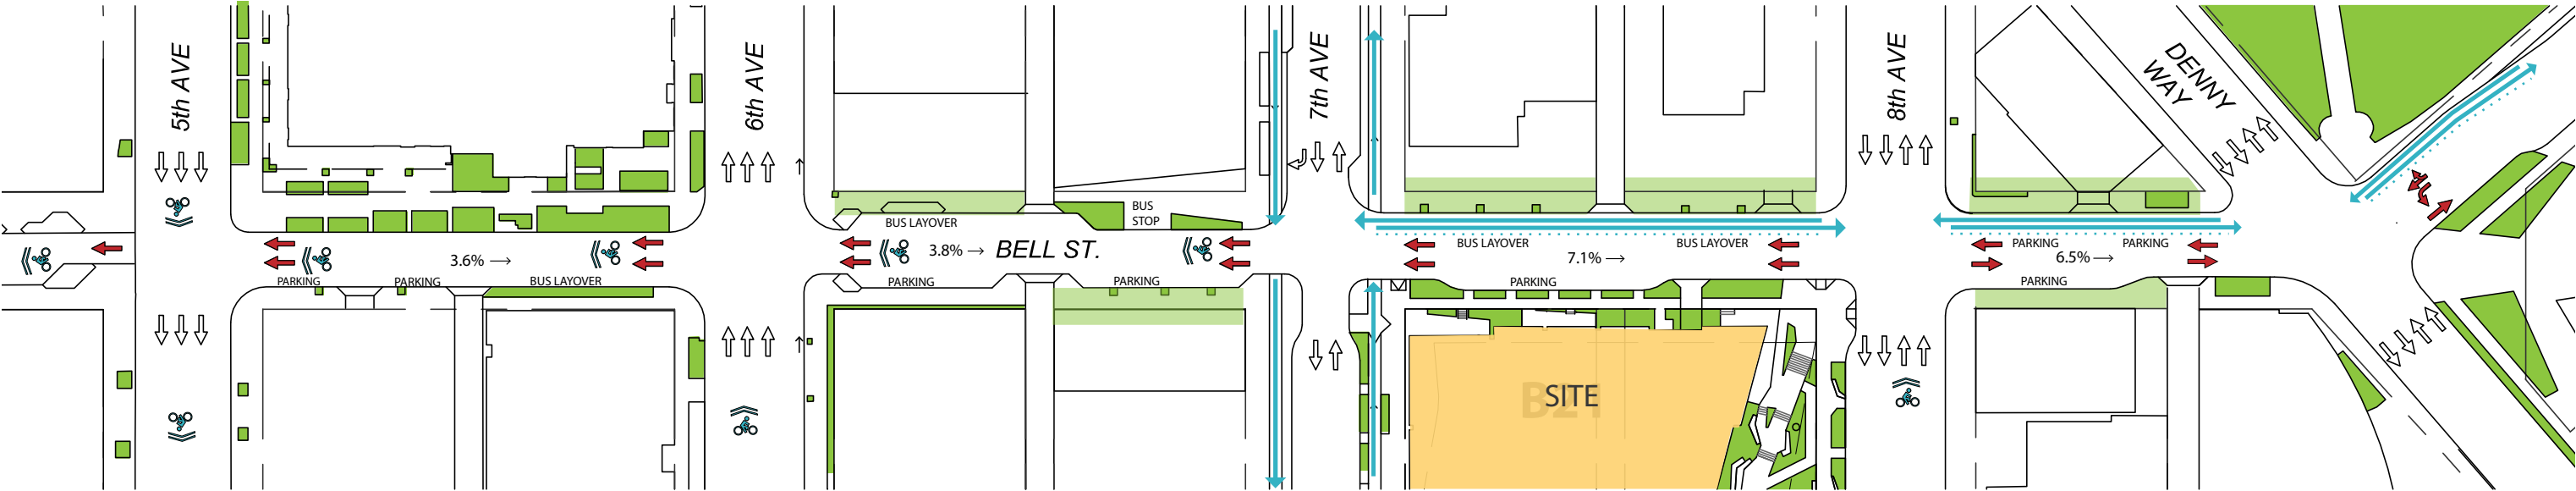 5th AVE
6th AVE
7th AVE
8th AVE
DENNY
WAY
BUS LAYOVER
BUS
STOP
3.6%
3.8%
BELL ST.
BUS LAYOVER
BUS LAYOVER
7.1%
PARKING
PARKING
6.5%
PARKING
PARKING
BUS LAYOVER
PARKING
PARKING
PARKING
PARKING
B21
SITE